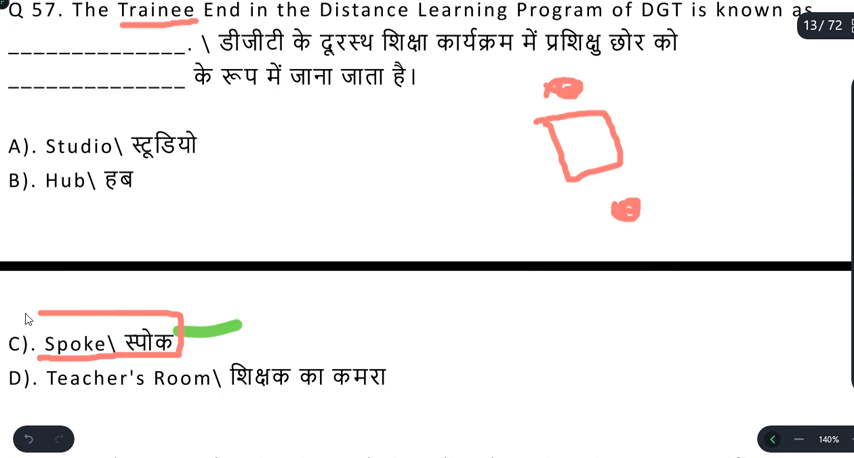 Q 57. The Trainee End in the Distance Learning Program of DGT is known as
13/ 72
_______________. \ डीजीटी के दूरस्थ शिक्षा कार्यक्रम में प्रशिक्षु छोर को
_______________ के रूप में जाना जाता है।
A). Studio\ स्टूडियो
B). Hub\ हब
C). Spoke\ स्पोक
D). Teacher's Room\ शिक्षक का कमरा
140%